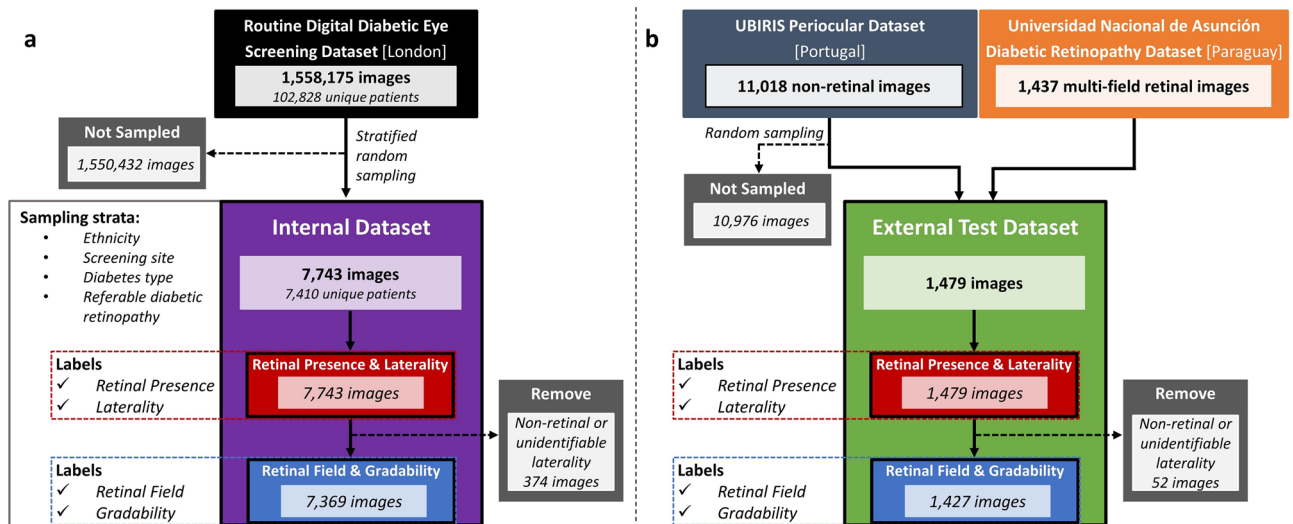 a
Routine Digital Diabetic Eye
Screening Dataset [London]
1,558,175 images
102,828 unique patients
Not Sampled
1,550,432 images
Stratified
random
sampling
Sampling strata:
• Ethnicity
• Screening site
• Diabetes type
• Referable diabetic
retinopathy
Internal Dataset
7,743 images
7,410 unique patients
Labels
✓ Retinal Presence
✓ Laterality
Retinal Presence & Laterality
7,743 images
Remove
Non-retinal or
unidentifiable
laterality
374 images
Labels
✓ Retinal Field
✓ Gradability
Retinal Field & Gradability
7,369 images
b
UBIRIS Periocular Dataset
[Portugal]
11,018 non-retinal images
Universidad Nacional de Asunción
Diabetic Retinopathy Dataset [Paraguay]
1,437 multi-field retinal images
Random sampling
Not Sampled
10,976 images
External Test Dataset
1,479 images
Labels
✓ Retinal Presence
✓ Laterality
Retinal Presence & Laterality
1,479 images
Remove
Non-retinal or
unidentifiable
laterality
52 images
Labels
✓ Retinal Field
✓ Gradability
Retinal Field & Gradability
1,427 images